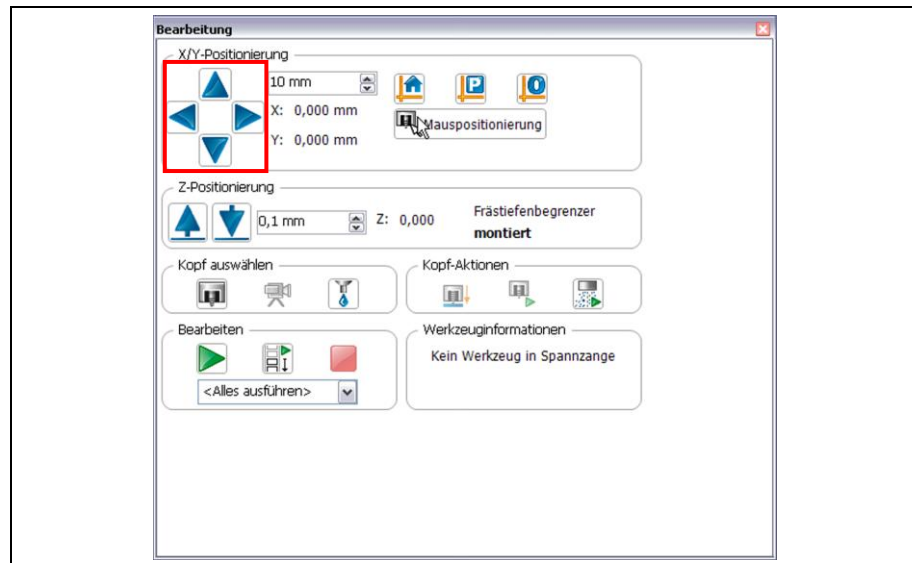 Bearbeitung
X/Y-Positionierung
10 mm
X: 0,000 mm
Y: 0,000 mm
P
0
Mauspositionierung
Z-Positionierung
0,1 mm
Z: 0,000
Frästiefenbegrenzer
montiert
Kopf auswählen
Kopf-Aktionen
Bearbeiten
<Alles ausführen>
Werkzeuginformationen
Kein Werkzeug in Spannzange